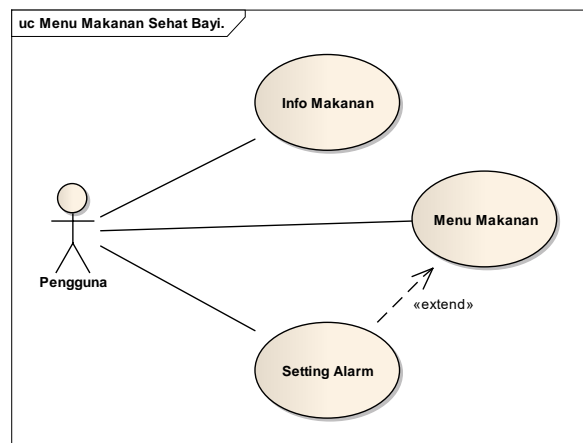 uc Menu Makanan Sehat Bayi.
Info Makanan
Menu Makanan
Pengguna
«extend»
Setting Alarm